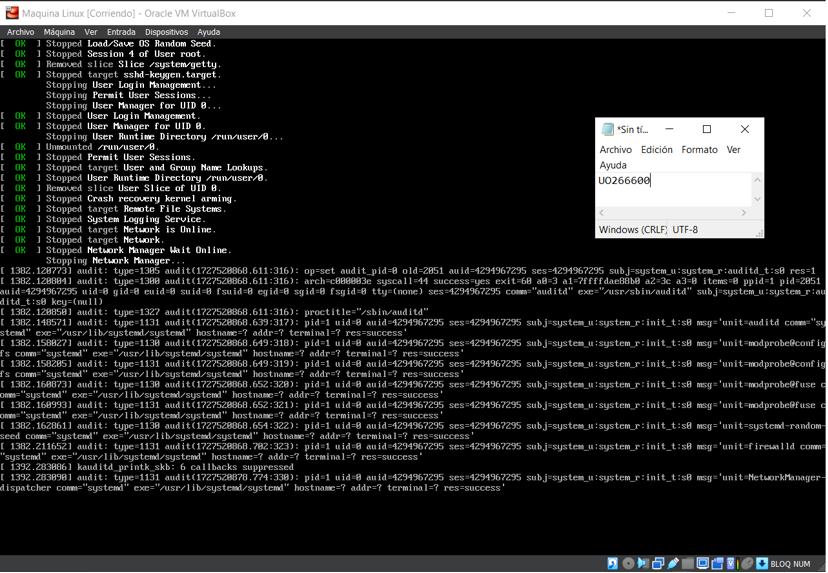 Maquina Linux [Corriendo] - Oracle VM VirtualBox
Archivo Máquina Ver Entrada Dispositivos Ayuda
[ OK ] Stopped Load/Save OS Random Seed.
[ OK ] Stopped Session 4 of User root.
[ OK ] Removed slice Slice /system/getty.
[ OK ] Stopped target sshd-keygen.target.
Stopping User Login Management...
Stopping Permit User Sessions...
Stopping User Manager for UID 0...
[ OK ] Stopped User Login Management.
[ OK ] Stopped User Manager for UID 0.
Stopping User Runtime Directory /run/user/0...
[ OK ] Unmounted /run/user/0.
[ OK ] Stopped Permit User Sessions.
[ OK ] Stopped target User and Group Name Lookups.
[ OK ] Stopped User Runtime Directory /run/user/0.
[ OK ] Removed slice User Slice of UID 0.
[ OK ] Stopped Crash recovery kernel arming.
[ OK ] Stopped target Remote File Systems.
[ OK ] Stopped System Logging Service.
[ OK ] Stopped target Network is Online.
[ OK ] Stopped target Network.
[ OK ] Stopped Network Manager Wait Online.
Stopping Network Manager...
[ 1382.120773] audit: type=1305 audit(1727520868.611:316): op=set audit_pid=0 old=2051 auid=4294967295 ses=4294967295 subj=system_u:system_r:auditd_t:s0 res=1
[ 1382.120804] audit: type=1300 audit(1727520868.611:316): arch=c000003e syscall=44 success=yes exit=60 a0=3 a1=7ffffdae88b0 a2=3c a3=0 items=0 ppid=1 pid=2051
auid=4294967295 uid=0 gid=0 euid=0 suid=0 fsuid=0 egid=0 sgid=0 fsgid=0 tty=(none) ses=4294967295 comm="auditd" exe="/usr/sbin/auditd" subj=system_u:system_r:au
ditd_t:s0 key=(null)
[ 1382.120850] audit: type=1327 audit(1727520868.611:316): proctitle="/sbin/auditd"
[ 1382.148571] audit: type=1131 audit(1727520868.639:317): pid=1 uid=0 auid=4294967295 ses=4294967295 subj=system_u:system_r:init_t:s0 msg='unit=auditd comm="sy
stemd" exe="/usr/lib/systemd/systemd" hostname=? addr=? terminal=? res=success'
[ 1382.158027] audit: type=1130 audit(1727520868.649:318): pid=1 uid=0 auid=4294967295 ses=4294967295 subj=system_u:system_r:init_t:s0 msg='unit=modprobe@config
fs comm="systemd" exe="/usr/lib/systemd/systemd" hostname=? addr=? terminal=? res=success'
[ 1382.158205] audit: type=1131 audit(1727520868.649:319): pid=1 uid=0 auid=4294967295 ses=4294967295 subj=system_u:system_r:init_t:s0 msg='unit=modprobe@config
fs comm="systemd" exe="/usr/lib/systemd/systemd" hostname=? addr=? terminal=? res=success'
[ 1382.160873] audit: type=1130 audit(1727520868.652:320): pid=1 uid=0 auid=4294967295 ses=4294967295 subj=system_u:system_r:init_t:s0 msg='unit=modprobe@fuse c
omm="systemd" exe="/usr/lib/systemd/systemd" hostname=? addr=? terminal=? res=success'
[ 1382.160993] audit: type=1131 audit(1727520868.652:321): pid=1 uid=0 auid=4294967295 ses=4294967295 subj=system_u:system_r:init_t:s0 msg='unit=modprobe@fuse c
omm="systemd" exe="/usr/lib/systemd/systemd" hostname=? addr=? terminal=? res=success'
[ 1382.162861] audit: type=1131 audit(1727520868.654:322): pid=1 uid=0 auid=4294967295 ses=4294967295 subj=system_u:system_r:init_t:s0 msg='unit=systemd-random-
seed comm="systemd" exe="/usr/lib/systemd/systemd" hostname=? addr=? terminal=? res=success'
[ 1382.211652] audit: type=1131 audit(1727520868.702:323): pid=1 uid=0 auid=4294967295 ses=4294967295 subj=system_u:system_r:init_t:s0 msg='unit=firewalld comm=
"systemd" exe="/usr/lib/systemd/systemd" hostname=? addr=? terminal=? res=success'
[ 1392.283086] kauditd_printk_skb: 6 callbacks suppressed
[ 1392.283090] audit: type=1131 audit(1727520878.774:330): pid=1 uid=0 auid=4294967295 ses=4294967295 subj=system_u:system_r:init_t:s0 msg='unit=NetworkManager-
dispatcher comm="systemd" exe="/usr/lib/systemd/systemd" hostname=? addr=? terminal=? res=success'
*Sin tí...
Archivo Edición Formato Ver
Ayuda
UO266600
Windows (CRLF) UTF-8
BLOQ NUM